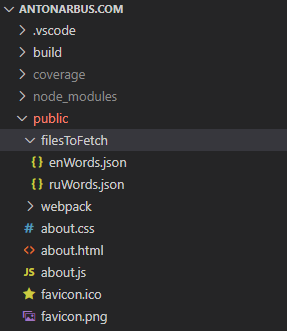 ANTONARBUS.COM
.vscode
build
coverage
node_modules
public
filesToFetch
{} enWords.json
{} ruWords.json
webpack
# about.css
<> about.html
JS about.js
favicon.ico
favicon.png